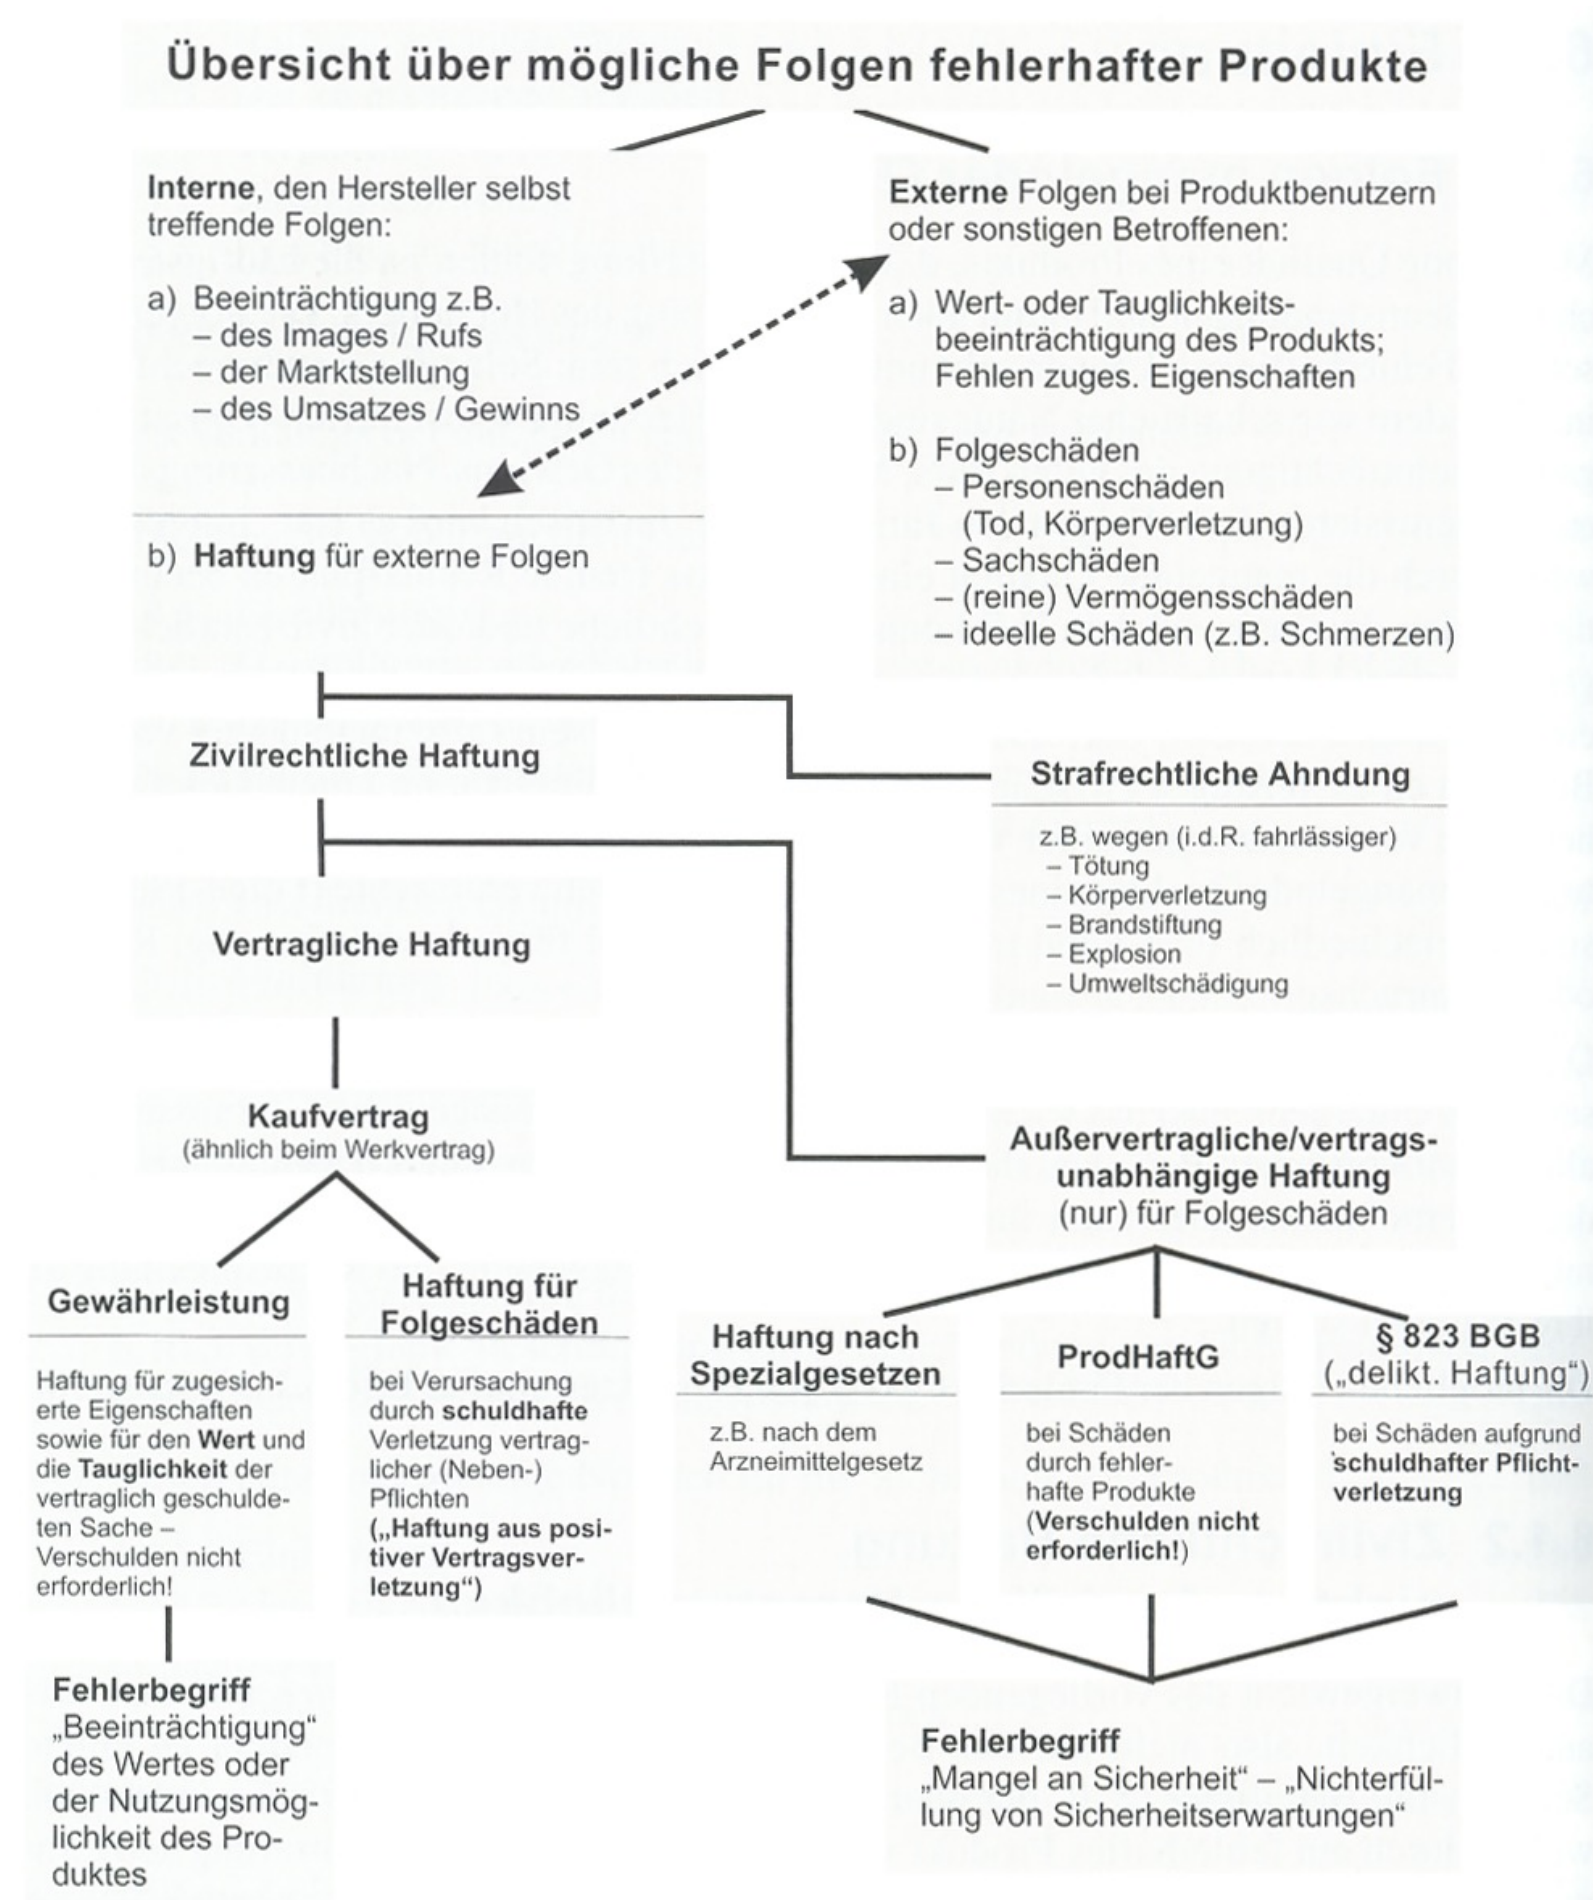 Übersicht über mögliche Folgen fehlerhafter Produkte
Interne, den Hersteller selbst
treffende Folgen:
a) Beeinträchtigung z.B.
– des Images / Rufs
– der Marktstellung
– des Umsatzes / Gewinns
b) Haftung für externe Folgen
Externe Folgen bei Produktbenutzern
oder sonstigen Betroffenen:
a) Wert- oder Tauglichkeits-
beeinträchtigung des Produkts;
Fehlen zuges. Eigenschaften
b) Folgeschäden
– Personenschäden
(Tod, Körperverletzung)
– Sachschäden
– (reine) Vermögensschäden
– ideelle Schäden (z.B. Schmerzen)
Zivilrechtliche Haftung
Strafrechtliche Ahndung
z.B. wegen (i.d.R. fahrlässiger)
– Tötung
– Körperverletzung
– Brandstiftung
– Explosion
– Umweltschädigung
Vertragliche Haftung
Kaufvertrag
(ähnlich beim Werkvertrag)
Außervertragliche/vertrags-
unabhängige Haftung
(nur) für Folgeschäden
Gewährleistung
Haftung für zugesich-
erte Eigenschaften
sowie für den Wert und
die Tauglichkeit der
vertraglich geschulde-
ten Sache –
Verschulden nicht
erforderlich!
Haftung für
Folgeschäden
bei Verursachung
durch schuldhafte
Verletzung vertrag-
licher (Neben-)
Pflichten
(„Haftung aus posi-
tiver Vertragsver-
letzung“)
Haftung nach
Spezialgesetzen
z.B. nach dem
Arzneimittelgesetz
ProdHaftG
bei Schäden
durch fehler-
hafte Produkte
(Verschulden nicht
erforderlich!)
§ 823 BGB
(„delikt. Haftung“)
bei Schäden aufgrund
schuldhafter Pflicht-
verletzung
Fehlerbegriff
„Beeinträchtigung“
des Wertes oder
der Nutzungsmög-
lichkeit des Pro-
duktes
Fehlerbegriff
„Mangel an Sicherheit“ – „Nichterfül-
lung von Sicherheitserwartungen“